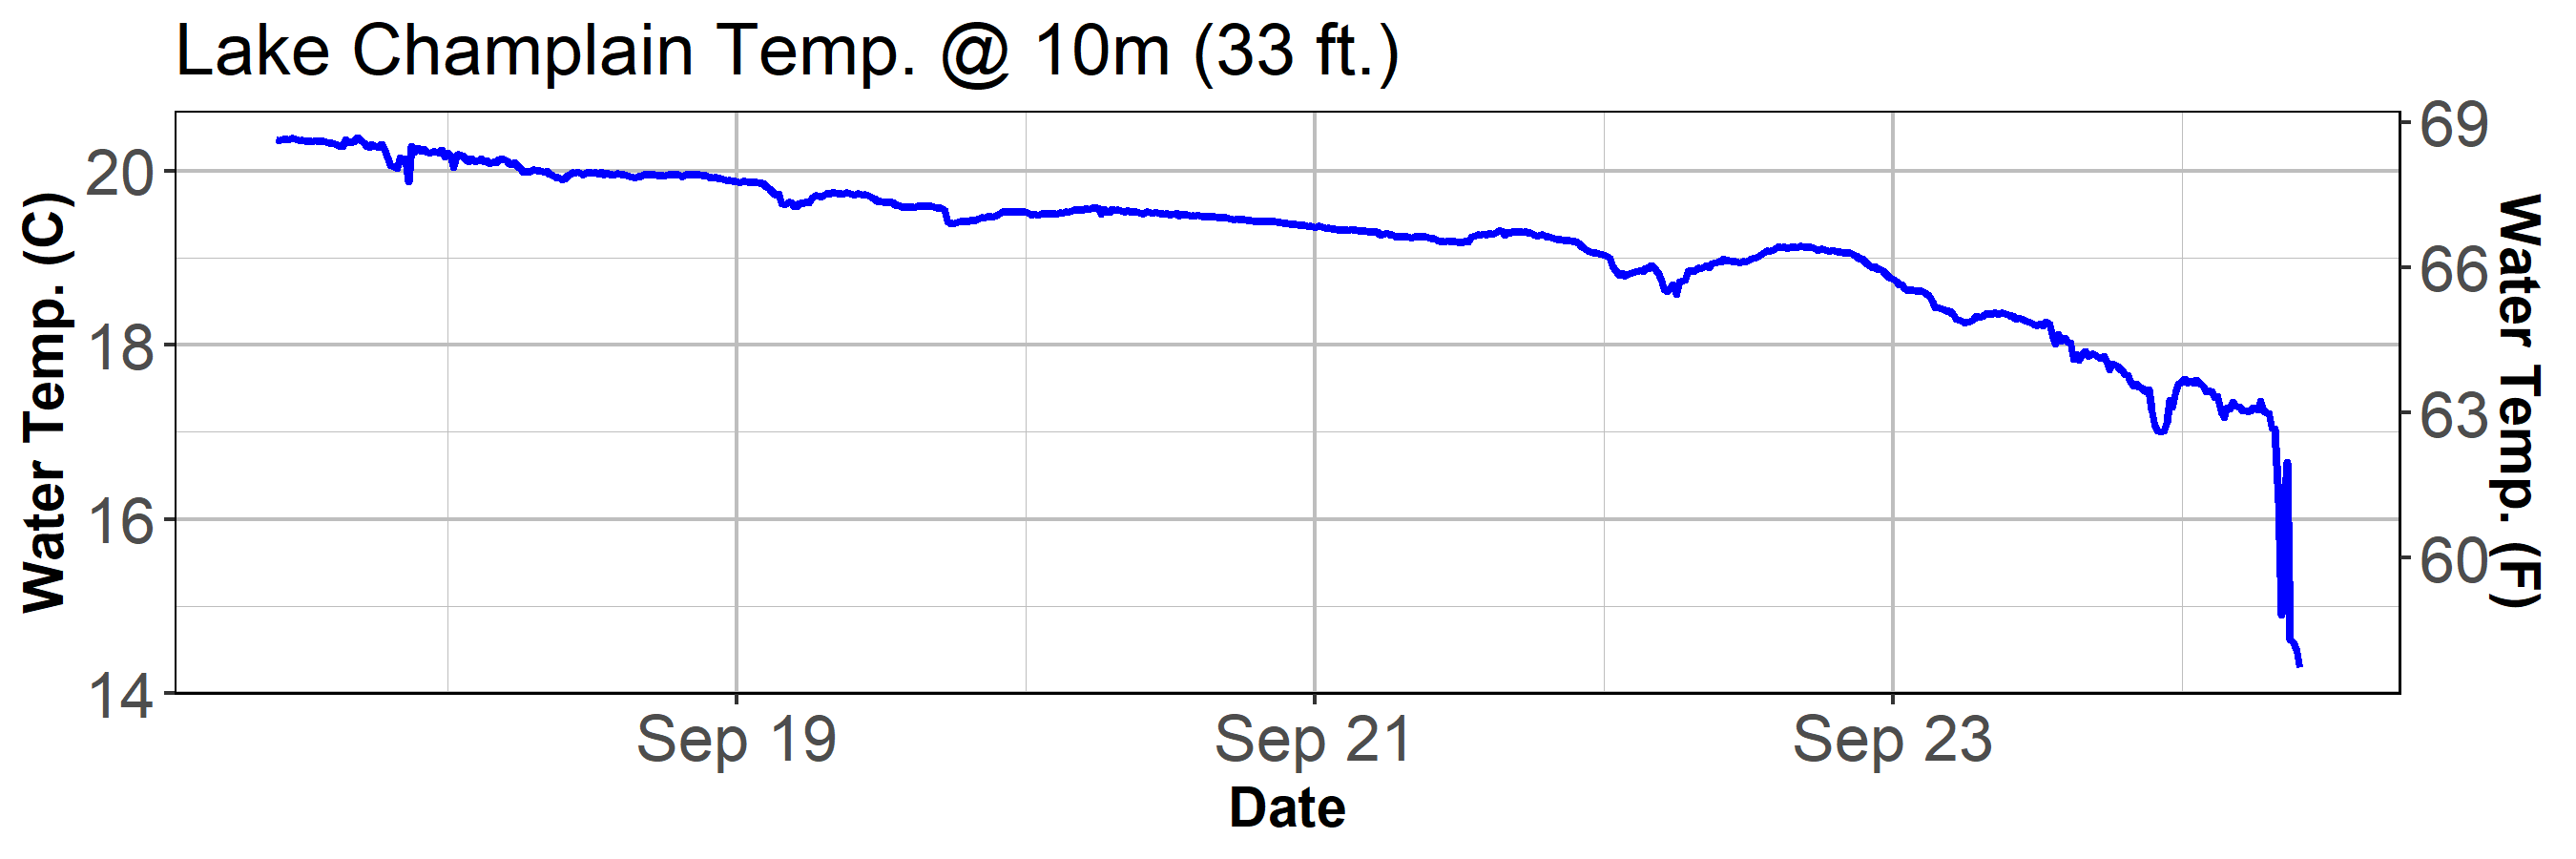 Lake Champlain Temp. @ 10m (33 ft.)
Water Temp. (C)
20
18
16
14
69
66
63
60
Water Temp. (F)
Sep 19
Sep 21
Sep 23
Date